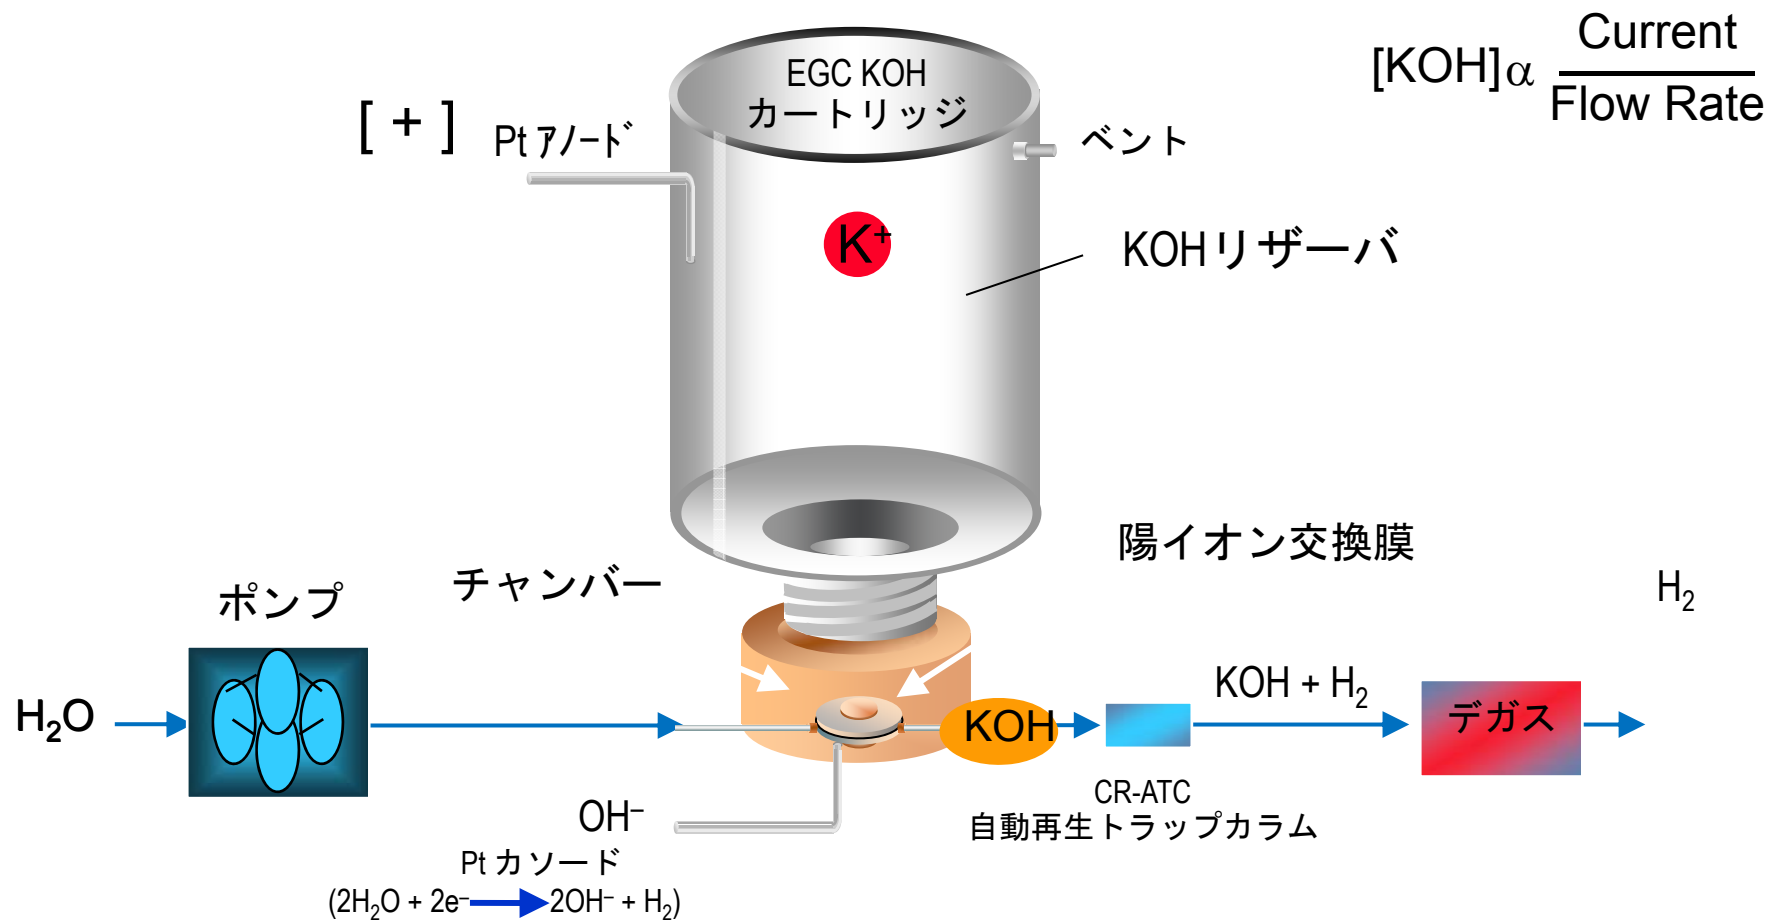 EGC KOH
カートリッジ
[KOH]α Current
Flow Rate
[ + ]
Pt アノード
ベント
K⁺
KOHリザーバ
陽イオン交換膜
チャンバー
ポンプ
H₂
H₂O
KOH
KOH + H₂
デガス
CR-ATC
自動再生トラップカラム
OH⁻
Pt カソード
(2H₂O + 2e⁻ → 2OH⁻ + H₂)